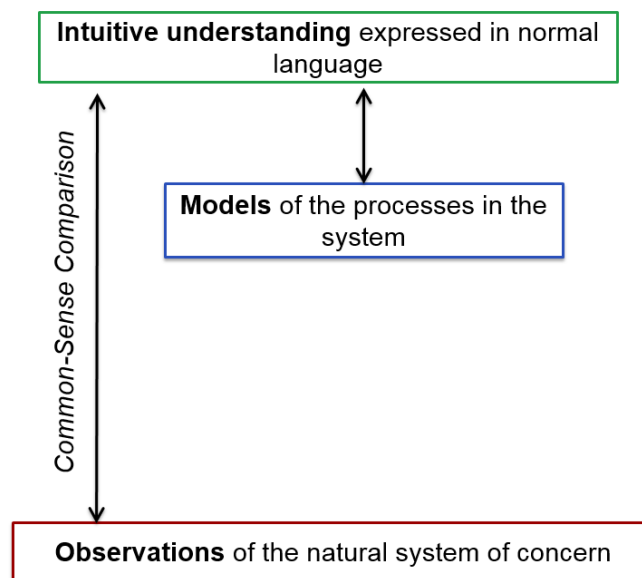 Intuitive understanding expressed in normal
language
Common-Sense Comparison
Models of the processes in the
system
Observations of the natural system of concern